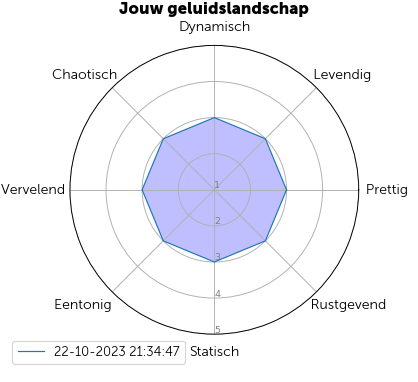 Jouw geluidslandschap
Dynamisch
Chaotisch
Levendig
Vervelend
Prettig
1
2
3
4
5
Eentonig
Rustgevend
Statisch
22-10-2023 21:34:47